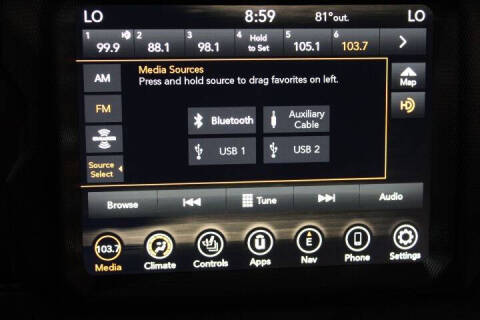 LO 8:59 81°out. LO
1 99.9 2 88.1 3 98.1 4 Hold to Set 5 105.1 6 103.7
Media Sources
Press and hold source to drag favorites on left.
AM
FM
Source Select
Bluetooth
Auxiliary Cable
USB 1
USB 2
Map
HD
Browse Tune Audio
103.7 E
Media Climate Controls Apps Nav Phone Settings